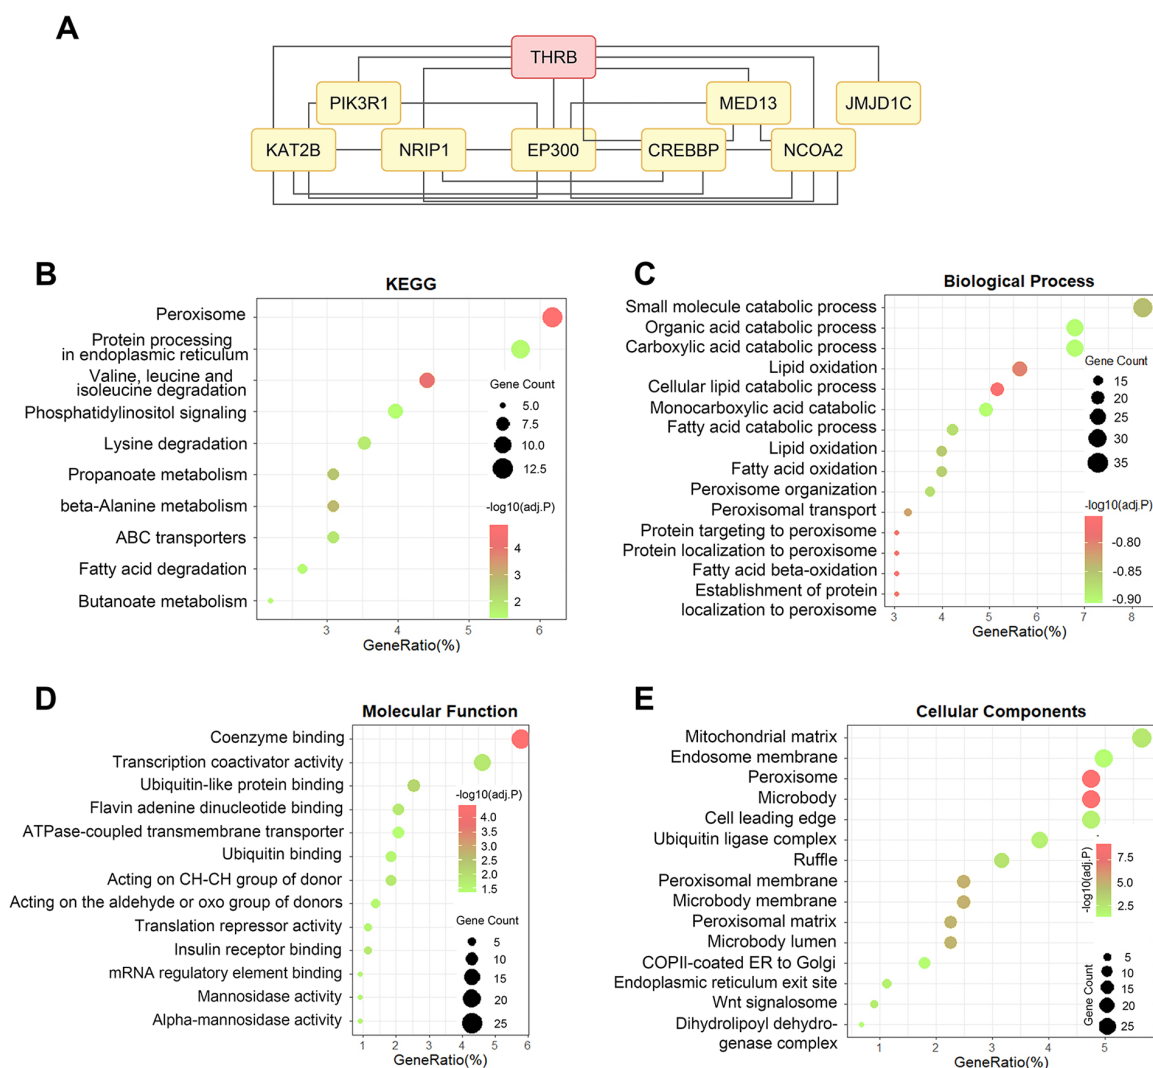 A
THRB
PIK3R1
MED13
JMJD1C
KAT2B
NRIP1
EP300
CREBBP
NCOA2
B
KEGG
Peroxisome
Protein processing
in endoplasmic reticulum
Valine, leucine and
isoleucine degradation
Phosphatidylinositol signaling
Lysine degradation
Propanoate metabolism
beta-Alanine metabolism
ABC transporters
Fatty acid degradation
Butanoate metabolism
Gene Count
5.0
7.5
10.0
12.5
-log10(adj.P)
4
3
2
3 4 5 6
GeneRatio(%)
C
Biological Process
Small molecule catabolic process
Organic acid catabolic process
Carboxylic acid catabolic process
Lipid oxidation
Cellular lipid catabolic process
Monocarboxylic acid catabolic
Fatty acid catabolic process
Lipid oxidation
Fatty acid oxidation
Peroxisome organization
Peroxisomal transport
Protein targeting to peroxisome
Protein localization to peroxisome
Fatty acid beta-oxidation
Establishment of protein
localization to peroxisome
Gene Count
15
20
25
30
35
-log10(adj.P)
-0.80
-0.85
-0.90
3 4 5 6 7 8
GeneRatio(%)
D
Molecular Function
Coenzyme binding
Transcription coactivator activity
Ubiquitin-like protein binding
Flavin adenine dinucleotide binding
ATPase-coupled transmembrane transporter
Ubiquitin binding
Acting on CH-CH group of donor
Acting on the aldehyde or oxo group of donors
Translation repressor activity
Insulin receptor binding
mRNA regulatory element binding
Mannosidase activity
Alpha-mannosidase activity
-log10(adj.P)
4.0
3.5
3.0
2.5
2.0
1.5
Gene Count
5
10
15
20
25
1 2 3 4 5 6
GeneRatio(%)
E
Cellular Components
Mitochondrial matrix
Endosome membrane
Peroxisome
Microbody
Cell leading edge
Ubiquitin ligase complex
Ruffle
Peroxisomal membrane
Microbody membrane
Peroxisomal matrix
Microbody lumen
COPII-coated ER to Golgi
Endoplasmic reticulum exit site
Wnt signalosome
Dihydrolipoyl dehydro-
genase complex
-log10(adj.P)
7.5
5.0
2.5
Gene Count
5
10
15
20
25
1 2 3 4 5
GeneRatio(%)